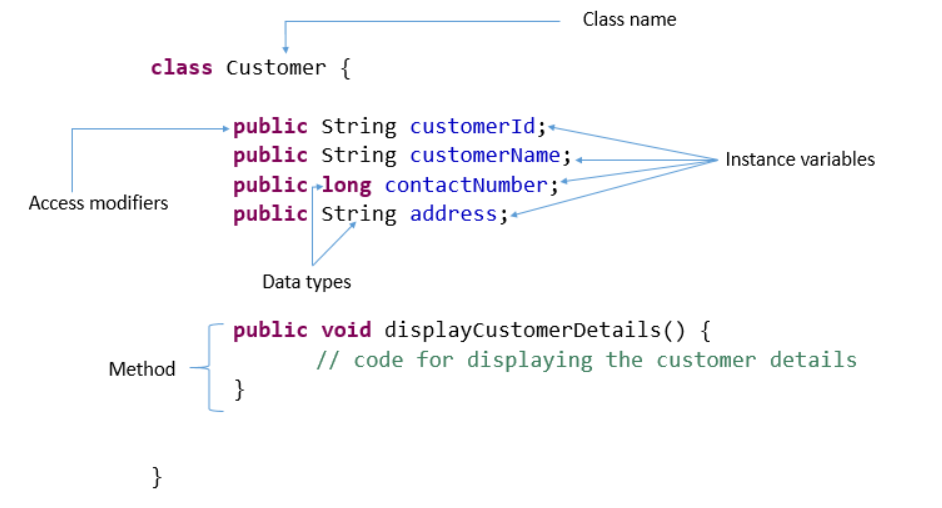 Class name
class Customer {
public String customerId;
public String customerName;
Instance variables
public long contactNumber;
Access modifiers
public String address;
Data types
public void displayCustomerDetails() {
// code for displaying the customer details
Method
}
}